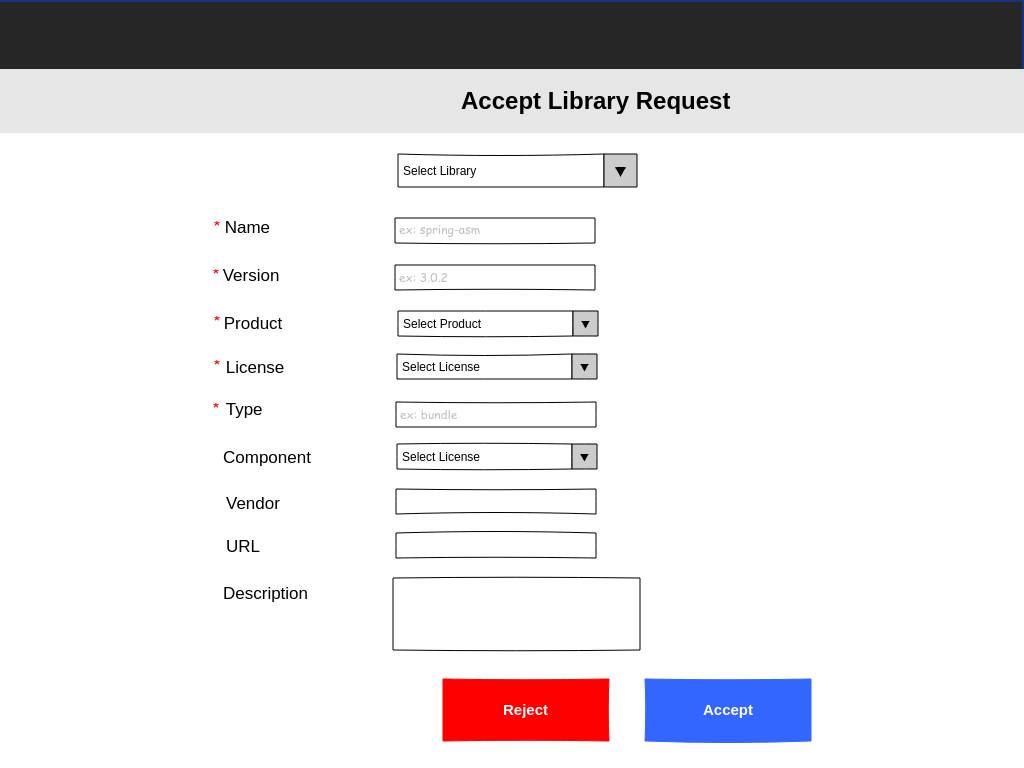 Accept Library Request
Select Library
* Name ex: spring-asm
* Version ex: 3.0.2
* Product Select Product
* License Select License
* Type ex: bundle
Component Select License
Vendor
URL
Description
Reject Accept